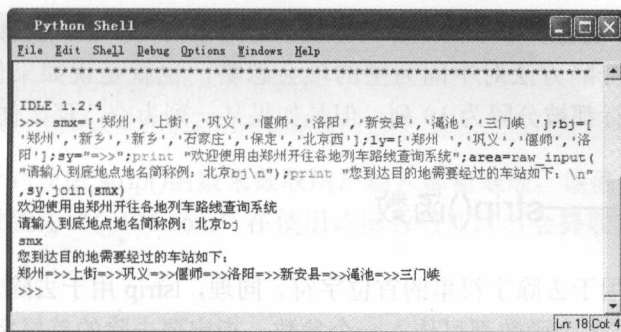 Python Shell
File Edit Shell Debug Options Windows Help
****************************************************************
IDLE 1.2.4
>>> smx=['郑州','上街','巩义','偃师','洛阳','新安县','渑池','三门峡 '];bj=[
'郑州','新乡','新乡','石家庄','保定','北京西'];ly=['郑州 ','巩义','偃师','洛
阳'];sy="=>>";print "欢迎使用由郑州开往各地列车路线查询系统";area=raw_input(
"请输入到底地点地名简称例：北京bj\n");print "您到达目的地需要经过的车站如下：\n"
,sy.join(smx)
欢迎使用由郑州开往各地列车路线查询系统
请输入到底地点地名简称例：北京bj
smx
您到达目的地需要经过的车站如下：
郑州=>>上街=>>巩义=>>偃师=>>洛阳=>>新安县=>>渑池=>>三门峡
Ln: 18 Col: 4